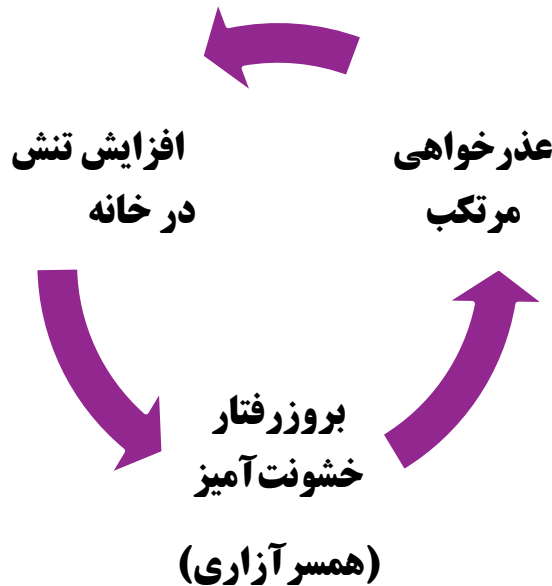 عذرخواهی
مرتکب
افزایش تنش
در خانه
بروزرفتار
خشونت‌آمیز
(همسرآزاری)